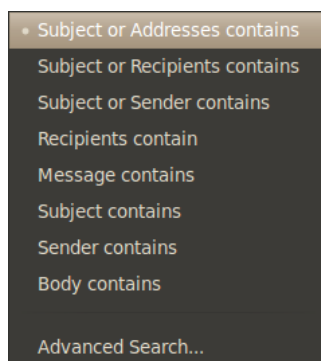 Subject or Addresses contains
Subject or Recipients contains
Subject or Sender contains
Recipients contain
Message contains
Subject contains
Sender contains
Body contains
Advanced Search...